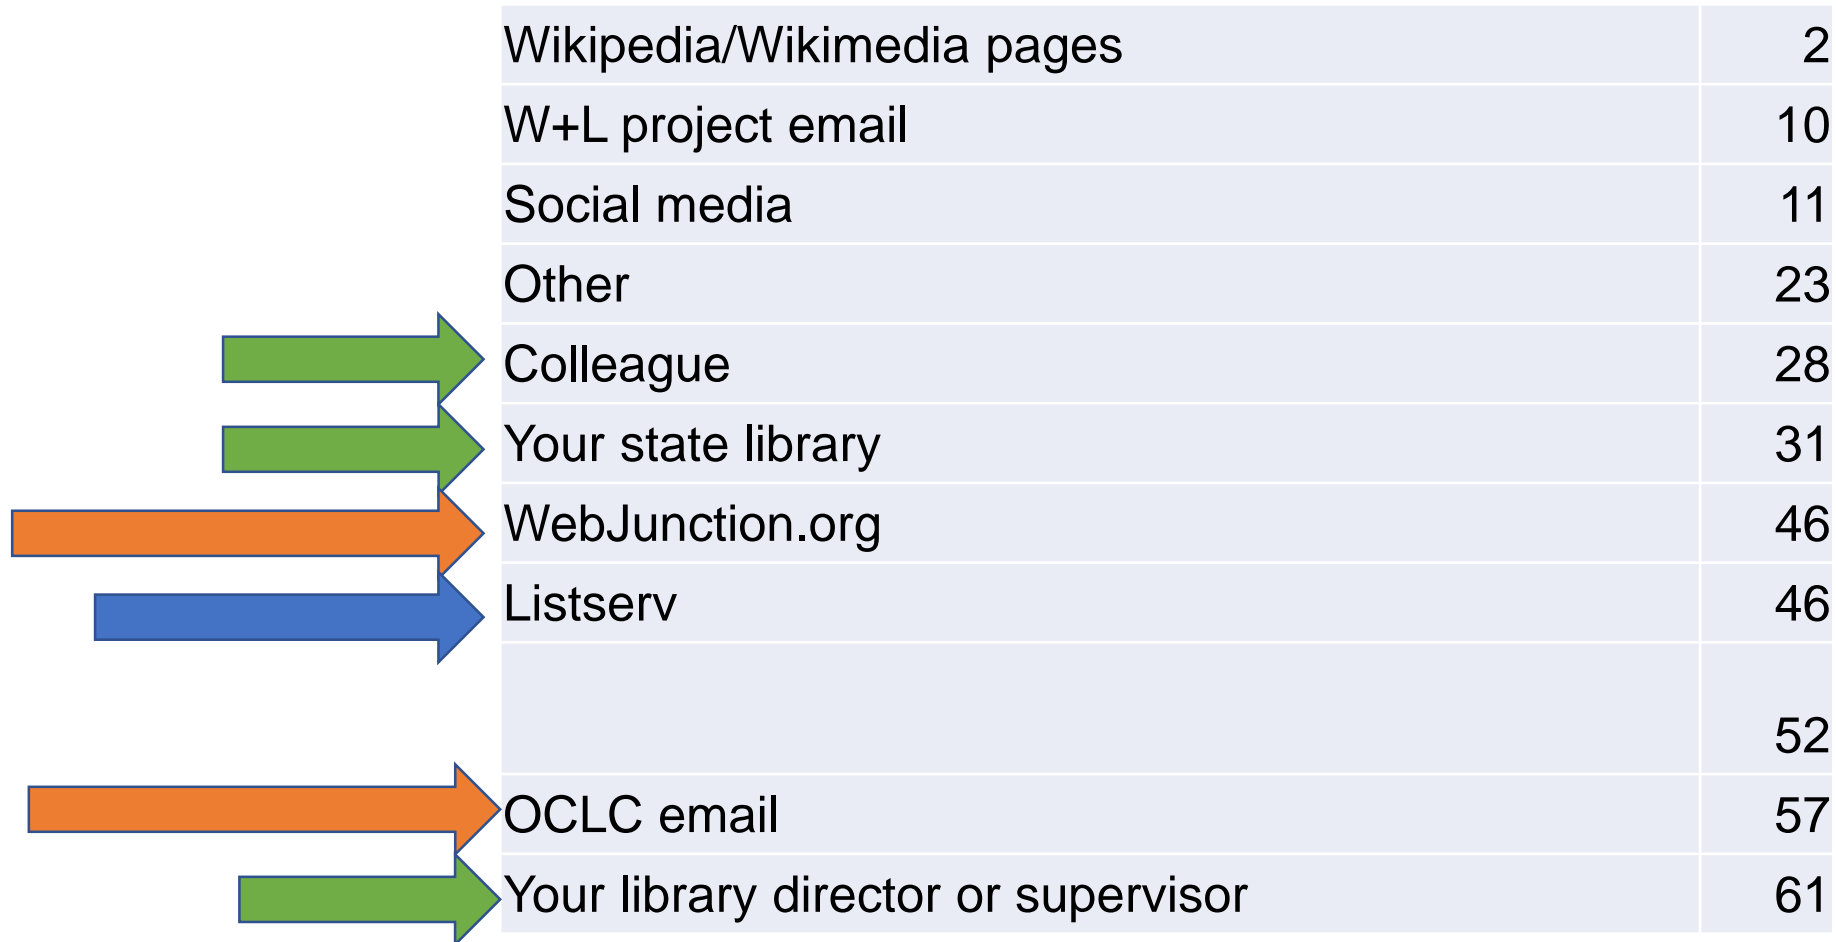 Wikipedia/Wikimedia pages 2
W+L project email 10
Social media 11
Other 23
Colleague 28
Your state library 31
WebJunction.org 46
Listserv 46
52
OCLC email 57
Your library director or supervisor 61